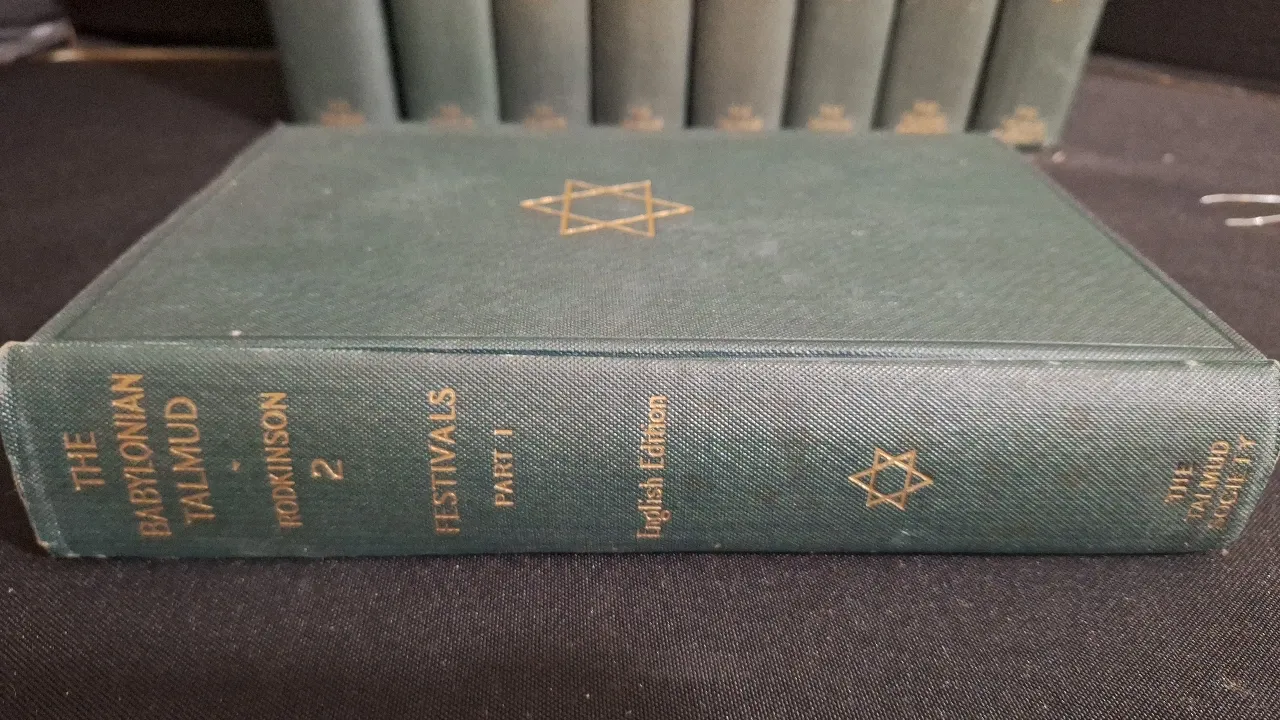 THE
BABYLONIAN
TALMUD
RODKINSON
2
FESTIVALS
PART I
English Edition
THE
TALMUD
SOCIETY